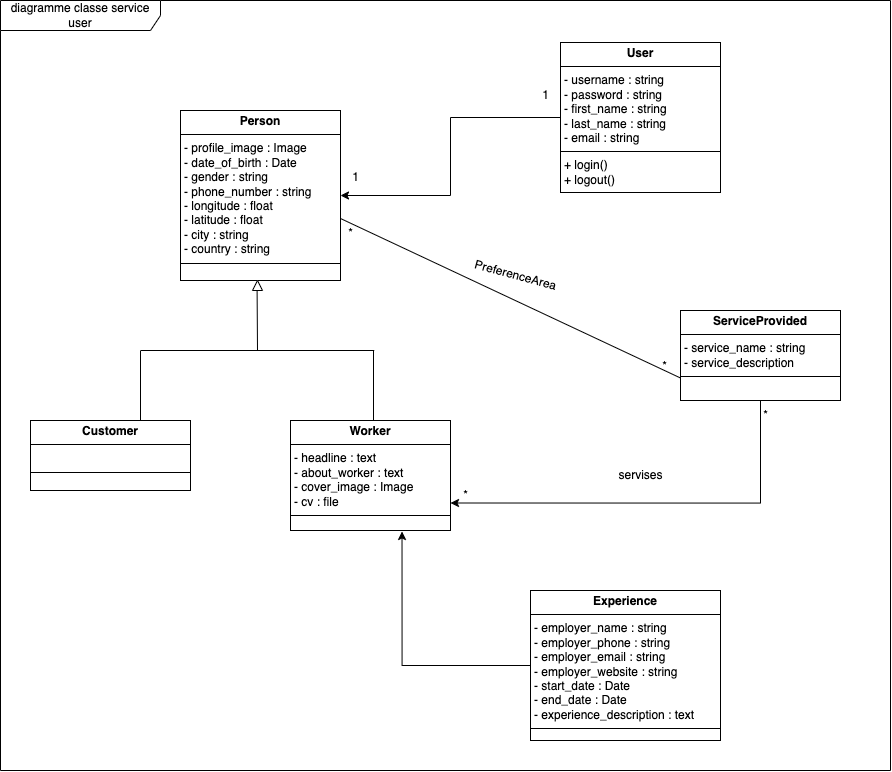 diagramme classe service
user
User
- username : string
- password : string
- first_name : string
- last_name : string
- email : string
+ login()
+ logout()
1
Person
- profile_image : Image
- date_of_birth : Date
- gender : string
- phone_number : string
- longitude : float
- latitude : float
- city : string
- country : string
1
*
PreferenceArea
*
ServiceProvided
- service_name : string
- service_description
*
Customer
Worker
- headline : text
- about_worker : text
- cover_image : Image
- cv : file
*
servises
Experience
- employer_name : string
- employer_phone : string
- employer_email : string
- employer_website : string
- start_date : Date
- end_date : Date
- experience_description : text